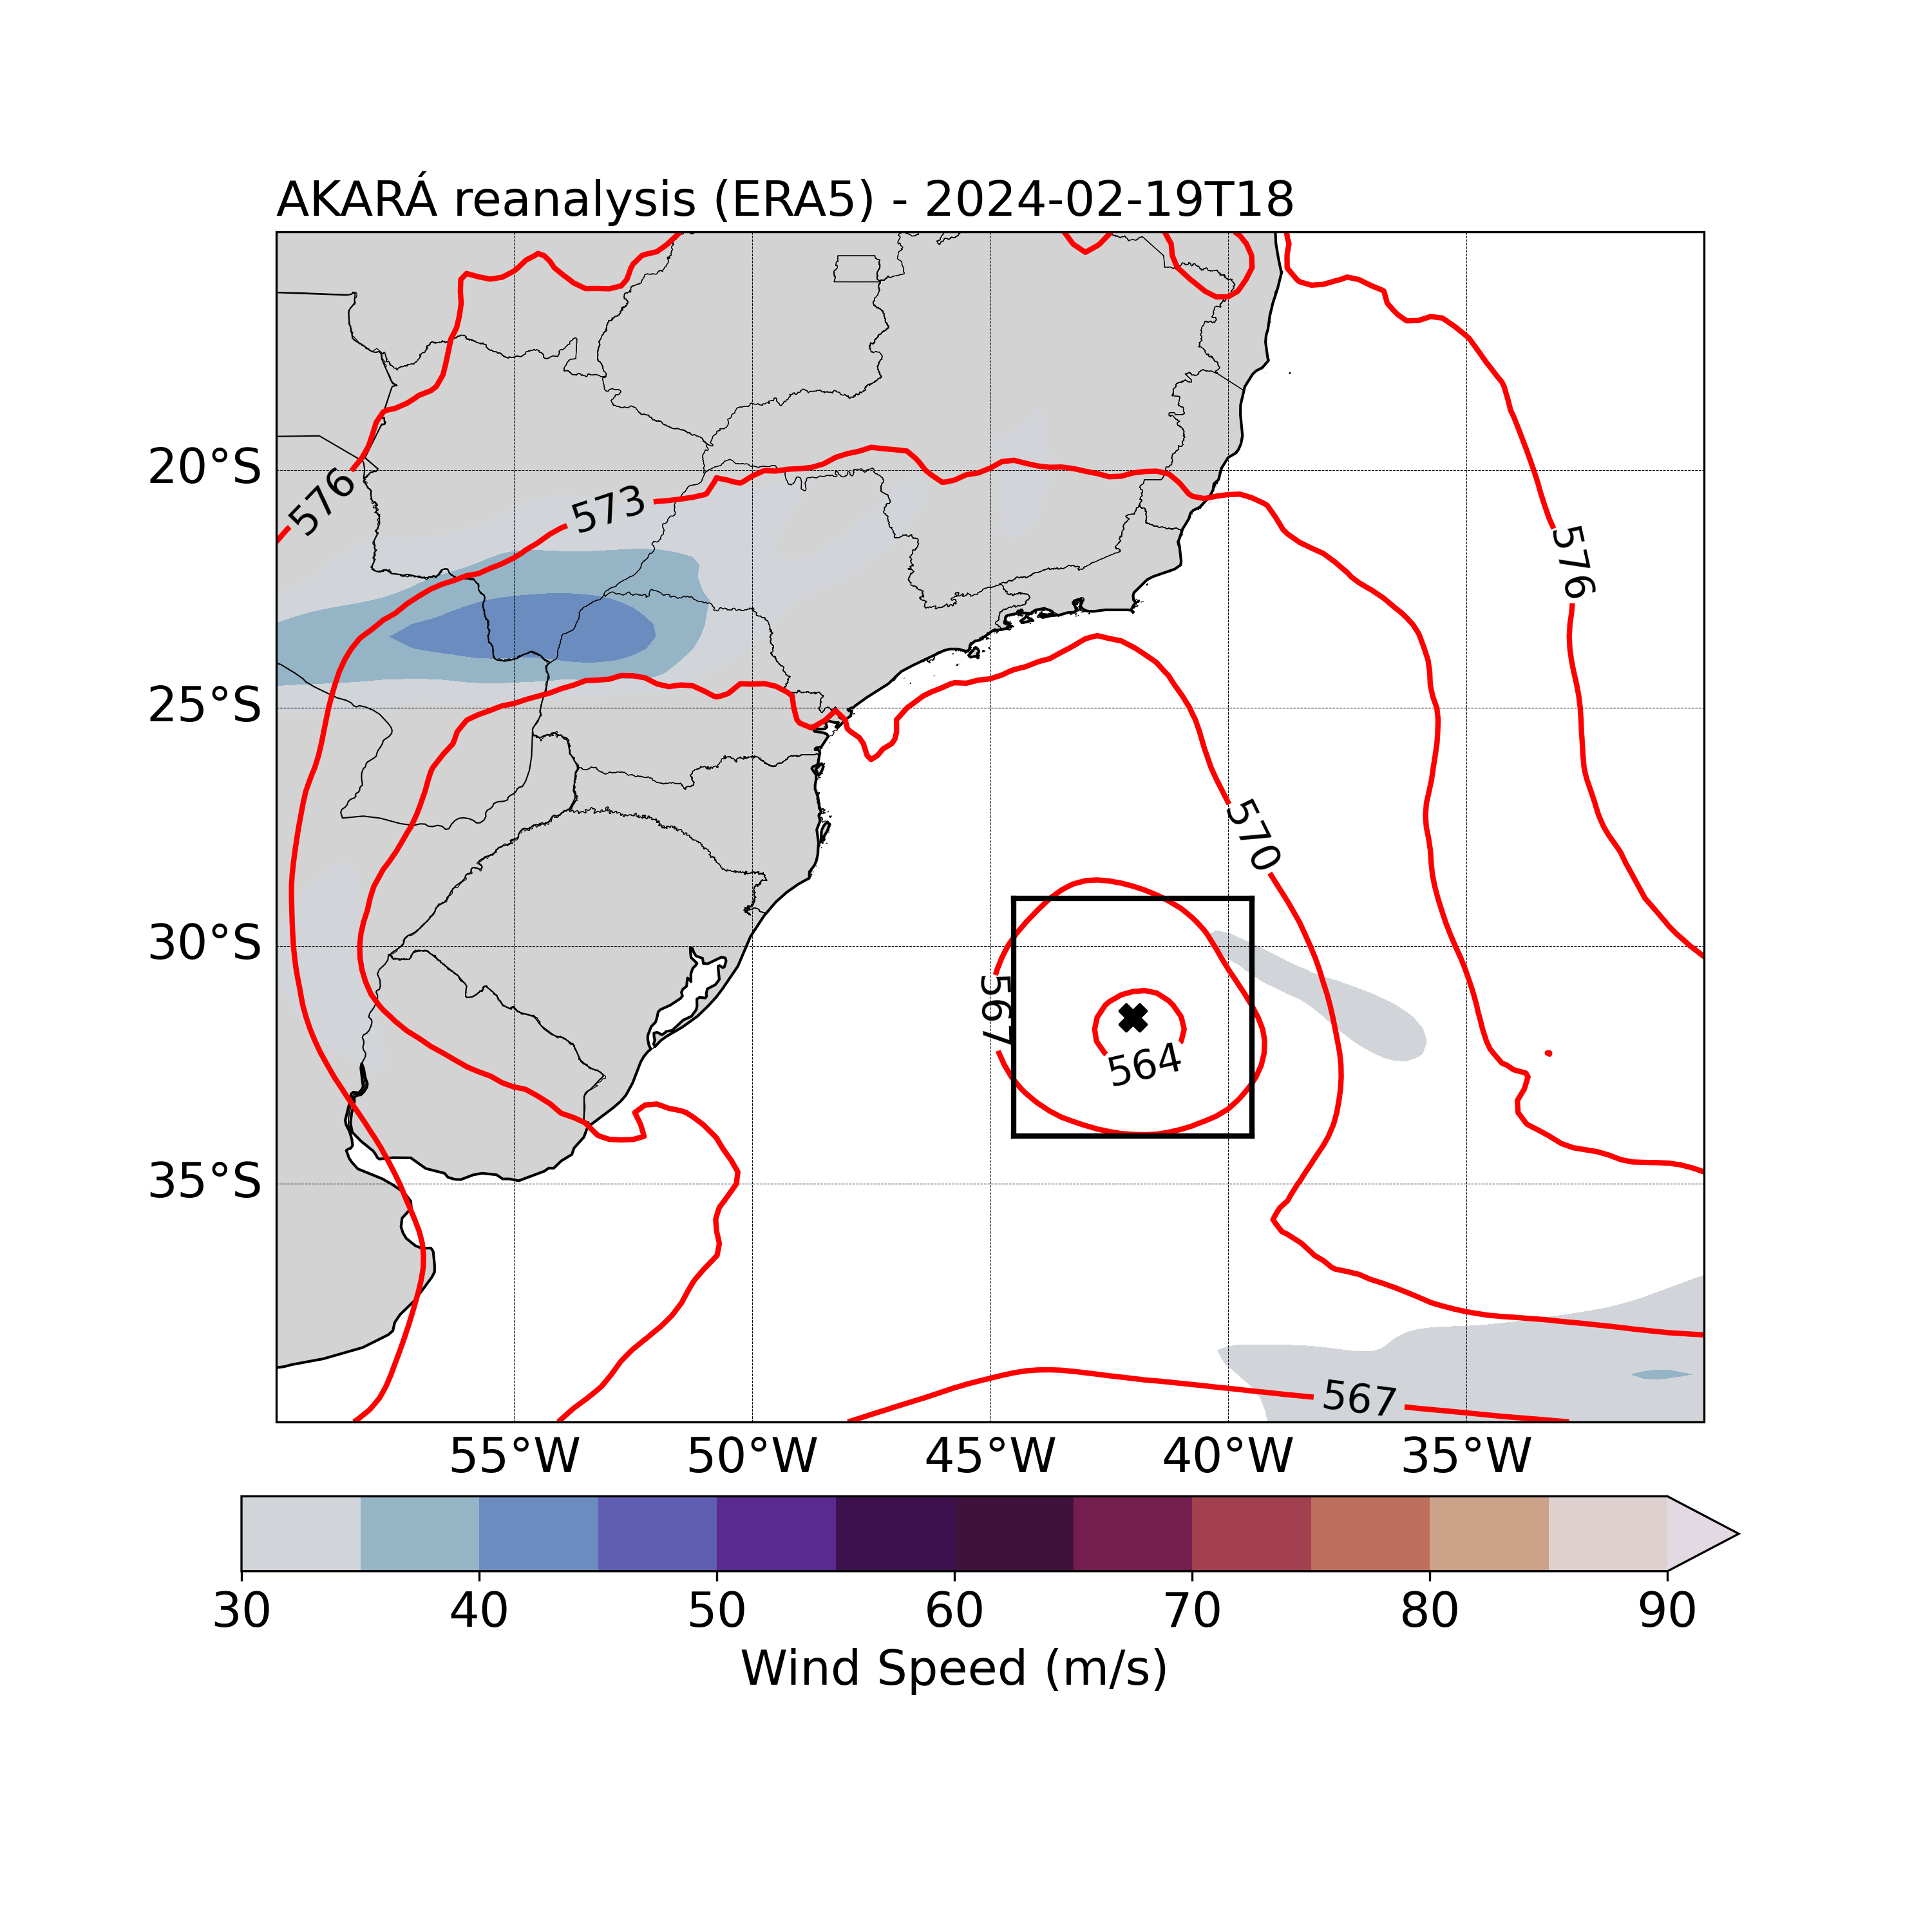 AKARÁ reanalysis (ERA5) - 2024-02-19T18
20°S
25°S
30°S
35°S
576
573
576
570
567
564
567
55°W 50°W 45°W 40°W 35°W
30 40 50 60 70 80 90
Wind Speed (m/s)